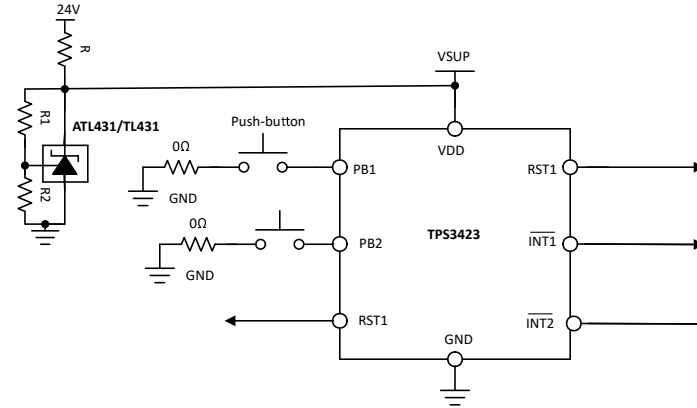 24V
R
VSUP
R1
ATL431/TL431
Push-button
0Ω
VDD
PB1
RST1
GND
R2
0Ω
TPS3423
PB2
INT1
GND
RST1
INT2
GND